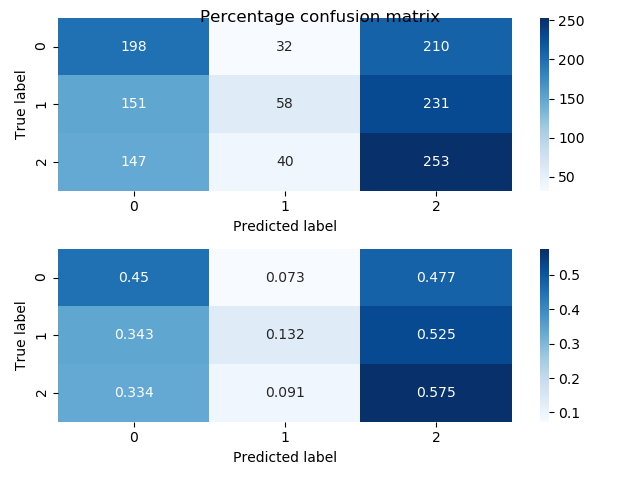 Percentage confusion matrix
True label
0 198 32 210
1 151 58 231
2 147 40 253
0 1 2
Predicted label
250
200
150
100
50
True label
0 0.45 0.073 0.477
1 0.343 0.132 0.525
2 0.334 0.091 0.575
0 1 2
Predicted label
0.5
0.4
0.3
0.2
0.1